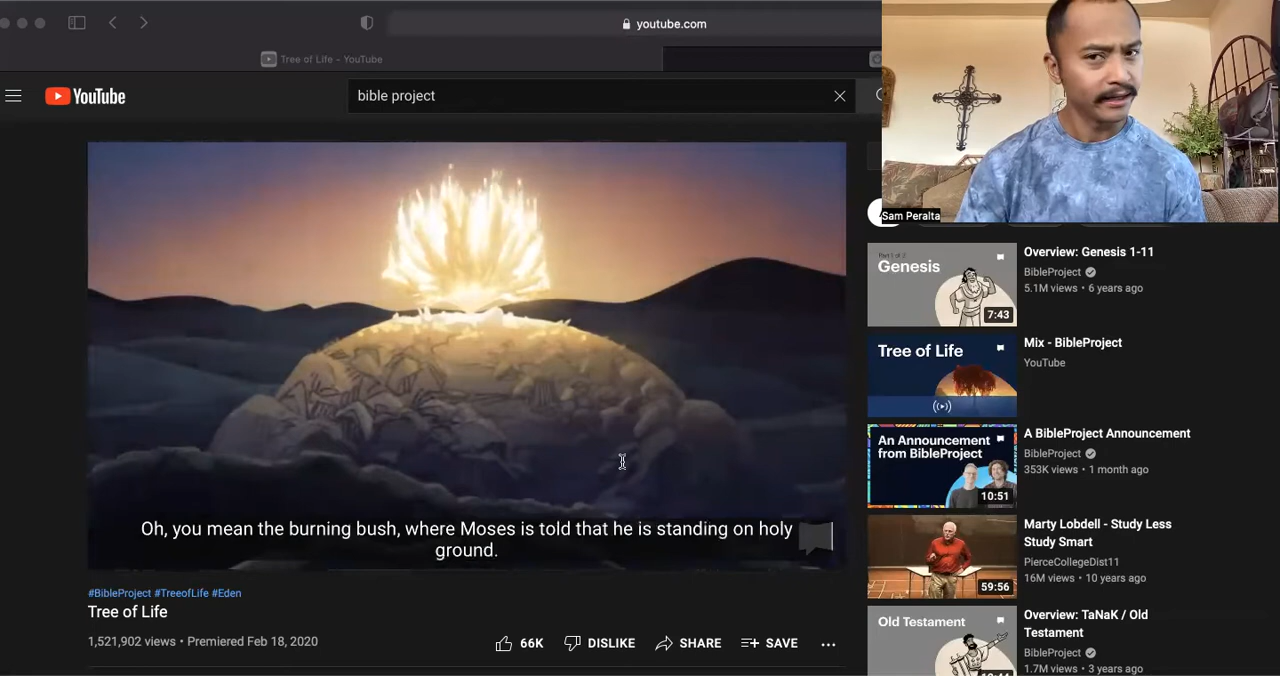 youtube.com
Tree of Life - YouTube
YouTube
bible project
Sam Peralta
Oh, you mean the burning bush, where Moses is told that he is standing on holy
ground.
#BibleProject #TreeofLife #Eden
Tree of Life
1,521,902 views • Premiered Feb 18, 2020
66K
DISLIKE
SHARE
SAVE
Genesis
7:43
Overview: Genesis 1-11
BibleProject
5.1M views • 6 years ago
Tree of Life
Mix - BibleProject
YouTube
An Announcement
from BibleProject
10:51
A BibleProject Announcement
BibleProject
353K views • 1 month ago
59:56
Marty Lobdell - Study Less
Study Smart
PierceCollegeDist11
16M views • 10 years ago
Old Testament
Overview: TaNaK / Old
Testament
BibleProject
1.7M views • 3 years ago